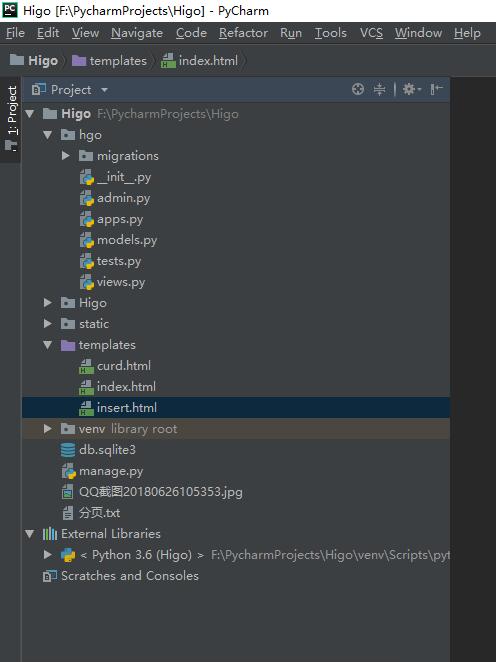 Higo [F:\PycharmProjects\Higo] - PyCharm
File Edit View Navigate Code Refactor Run Tools VCS Window Help
Higo templates index.html
1: Project
Project
Higo F:\PycharmProjects\Higo
hgo
migrations
__init__.py
admin.py
apps.py
models.py
tests.py
views.py
Higo
static
templates
curd.html
index.html
insert.html
venv library root
db.sqlite3
manage.py
QQ截图20180626105353.jpg
分页.txt
External Libraries
< Python 3.6 (Higo) > F:\PycharmProjects\Higo\venv\Scripts\pyt
Scratches and Consoles